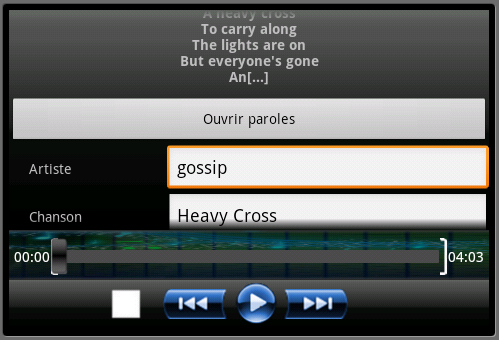 A heavy cross
To carry along
The lights are on
But everyone's gone
An[...]
Ouvrir paroles
Artiste
gossip
Chanson
Heavy Cross
00:00
04:03